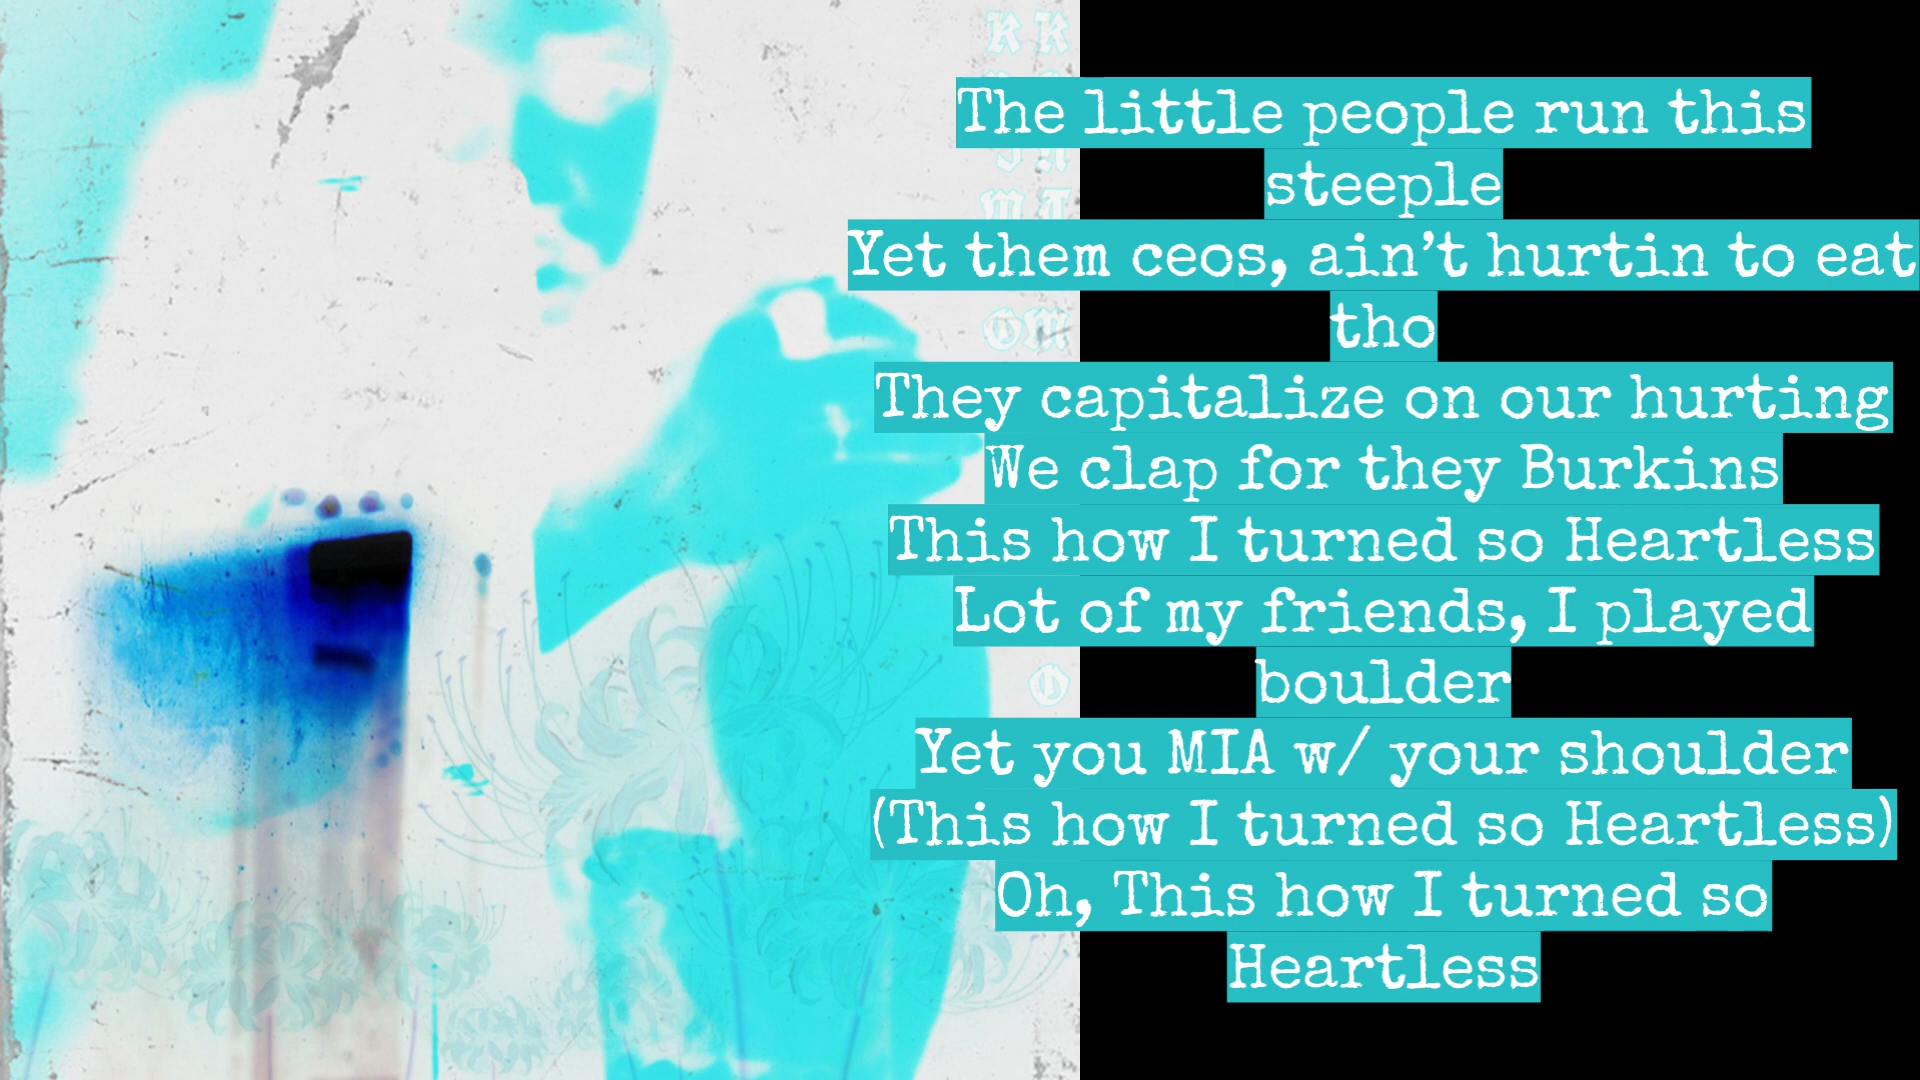 The little people run this
steeple
Yet them ceos, ain’t hurtin to eat
tho
They capitalize on our hurting
We clap for they Burkins
This how I turned so Heartless
Lot of my friends, I played
boulder
Yet you MIA w/ your shoulder
(This how I turned so Heartless)
Oh, This how I turned so
Heartless